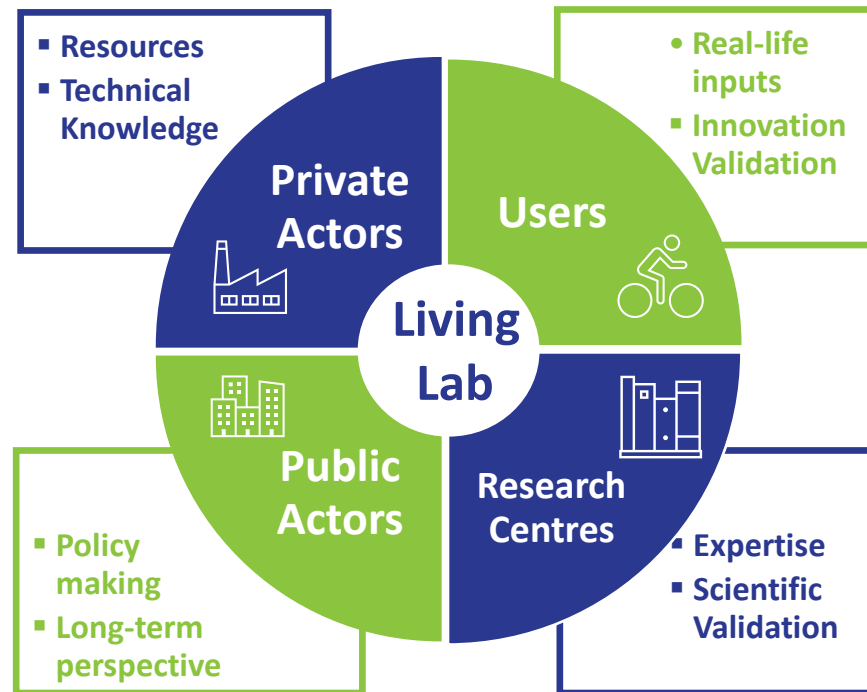 ▪ Resources
▪ Technical
Knowledge
• Real-life
inputs
▪ Innovation
Validation
Private
Actors
Users
Living
Lab
Public
Actors
Research
Centres
▪ Policy
making
▪ Long-term
perspective
▪ Expertise
▪ Scientific
Validation